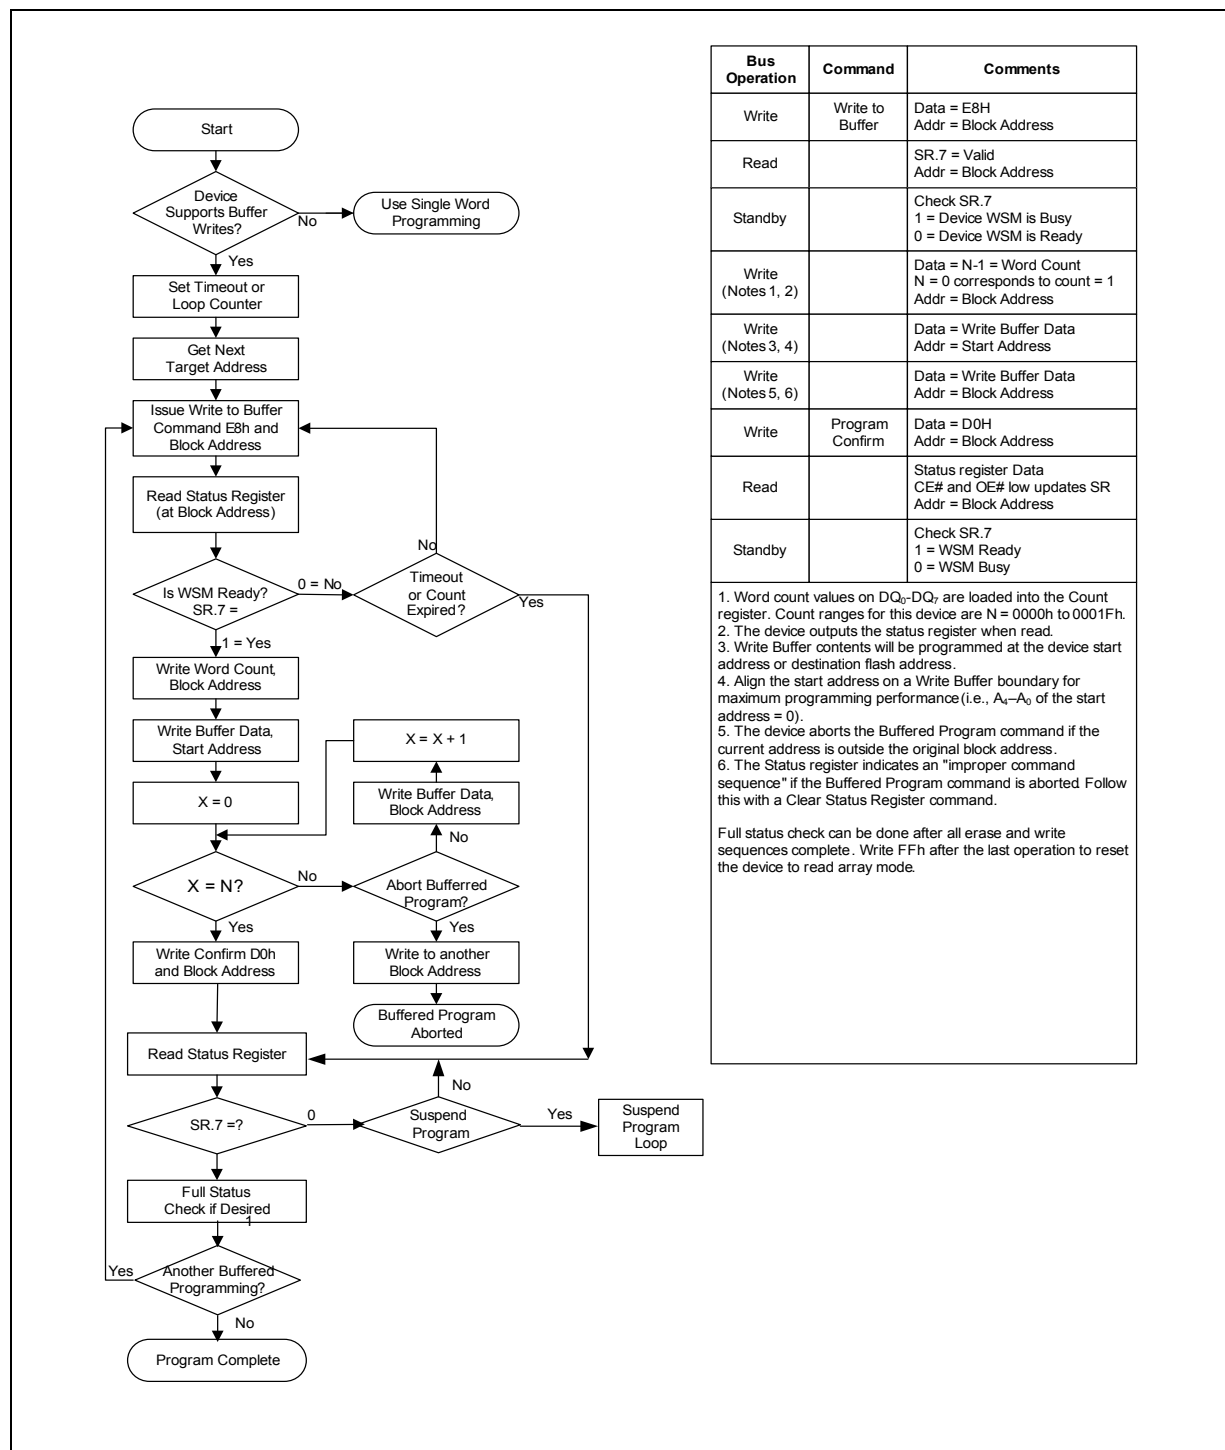 Start
Device
Supports Buffer
Writes?
No
Use Single Word
Programming
Yes
Set Timeout or
Loop Counter
Get Next
Target Address
Issue Write to Buffer
Command E8h and
Block Address
Read Status Register
(at Block Address)
No
Is WSM Ready?
SR.7 =
0 = No
Timeout
or Count
Expired?
Yes
1 = Yes
Write Word Count,
Block Address
Write Buffer Data,
Start Address
X = X + 1
X = 0
Write Buffer Data,
Block Address
No
X = N?
No
Abort Bufferred
Program?
Yes
Yes
Write Confirm D0h
and Block Address
Write to another
Block Address
Buffered Program
Aborted
Read Status Register
No
SR.7 =?
0
Suspend
Program
Yes
Suspend
Program
Loop
Full Status
Check if Desired
1
Yes
Another Buffered
Programming?
No
Program Complete
Bus
Operation
Command
Comments
Write
Write to
Buffer
Data = E8H
Addr = Block Address
Read
SR.7 = Valid
Addr = Block Address
Standby
Check SR.7
1 = Device WSM is Busy
0 = Device WSM is Ready
Write
(Notes 1, 2)
Data = N-1 = Word Count
N = 0 corresponds to count = 1
Addr = Block Address
Write
(Notes 3, 4)
Data = Write Buffer Data
Addr = Start Address
Write
(Notes 5, 6)
Data = Write Buffer Data
Addr = Block Address
Write
Program
Confirm
Data = D0H
Addr = Block Address
Read
Status register Data
CE# and OE# low updates SR
Addr = Block Address
Standby
Check SR.7
1 = WSM Ready
0 = WSM Busy
1. Word count values on DQ₀-DQ₇ are loaded into the Count
register. Count ranges for this device are N = 0000h to 0001Fh.
2. The device outputs the status register when read.
3. Write Buffer contents will be programmed at the device start
address or destination flash address.
4. Align the start address on a Write Buffer boundary for
maximum programming performance (i.e., A₄–A₀ of the start
address = 0).
5. The device aborts the Buffered Program command if the
current address is outside the original block address.
6. The Status register indicates an "improper command
sequence" if the Buffered Program command is aborted. Follow
this with a Clear Status Register command.
Full status check can be done after all erase and write
sequences complete. Write FFh after the last operation to reset
the device to read array mode.